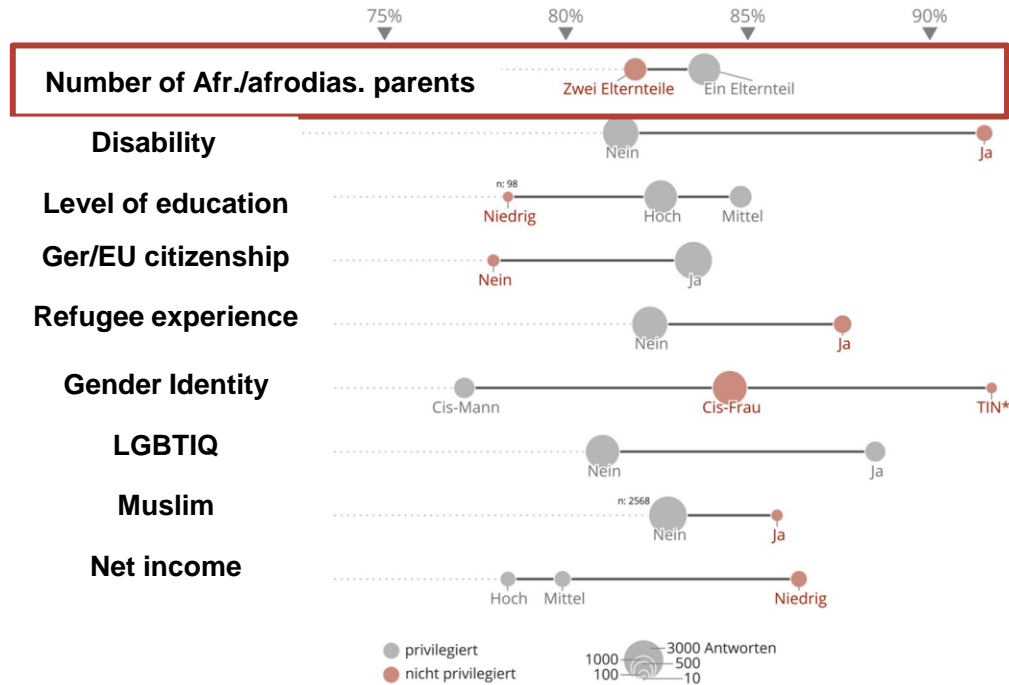 75% 80% 85% 90%
Number of Afr./afrodias. parents
Zwei Elternteile Ein Elternteil
Disability
Nein Ja
Level of education
n: 98
Niedrig Hoch Mittel
Ger/EU citizenship
Nein Ja
Refugee experience
Nein Ja
Gender Identity
Cis-Mann Cis-Frau TIN*
LGBTIQ
Nein Ja
Muslim
n: 2568
Nein Ja
Net income
Hoch Mittel Niedrig
privilegiert
nicht privilegiert
3000 Antworten
1000 500
100 10